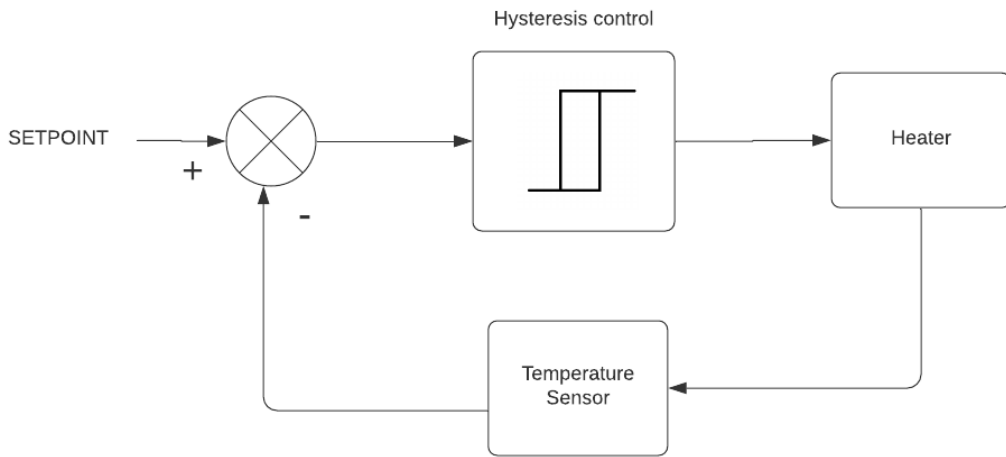 Hysteresis control
SETPOINT
+
-
Heater
Temperature
Sensor